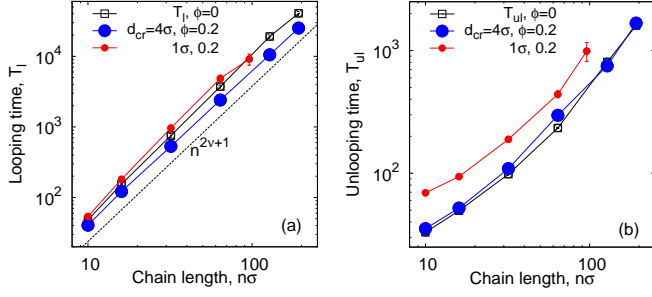 T_l, ϕ=0
d_cr=4σ, ϕ=0.2
1σ, 0.2
Looping time, T_l
10^4
10^3
10^2
n^{2ν+1}
(a)
10
100
Chain length, nσ
T_ul, ϕ=0
d_cr=4σ, ϕ=0.2
1σ, 0.2
Unlooping time, T_ul
10^3
10^2
(b)
10
100
Chain length, nσ